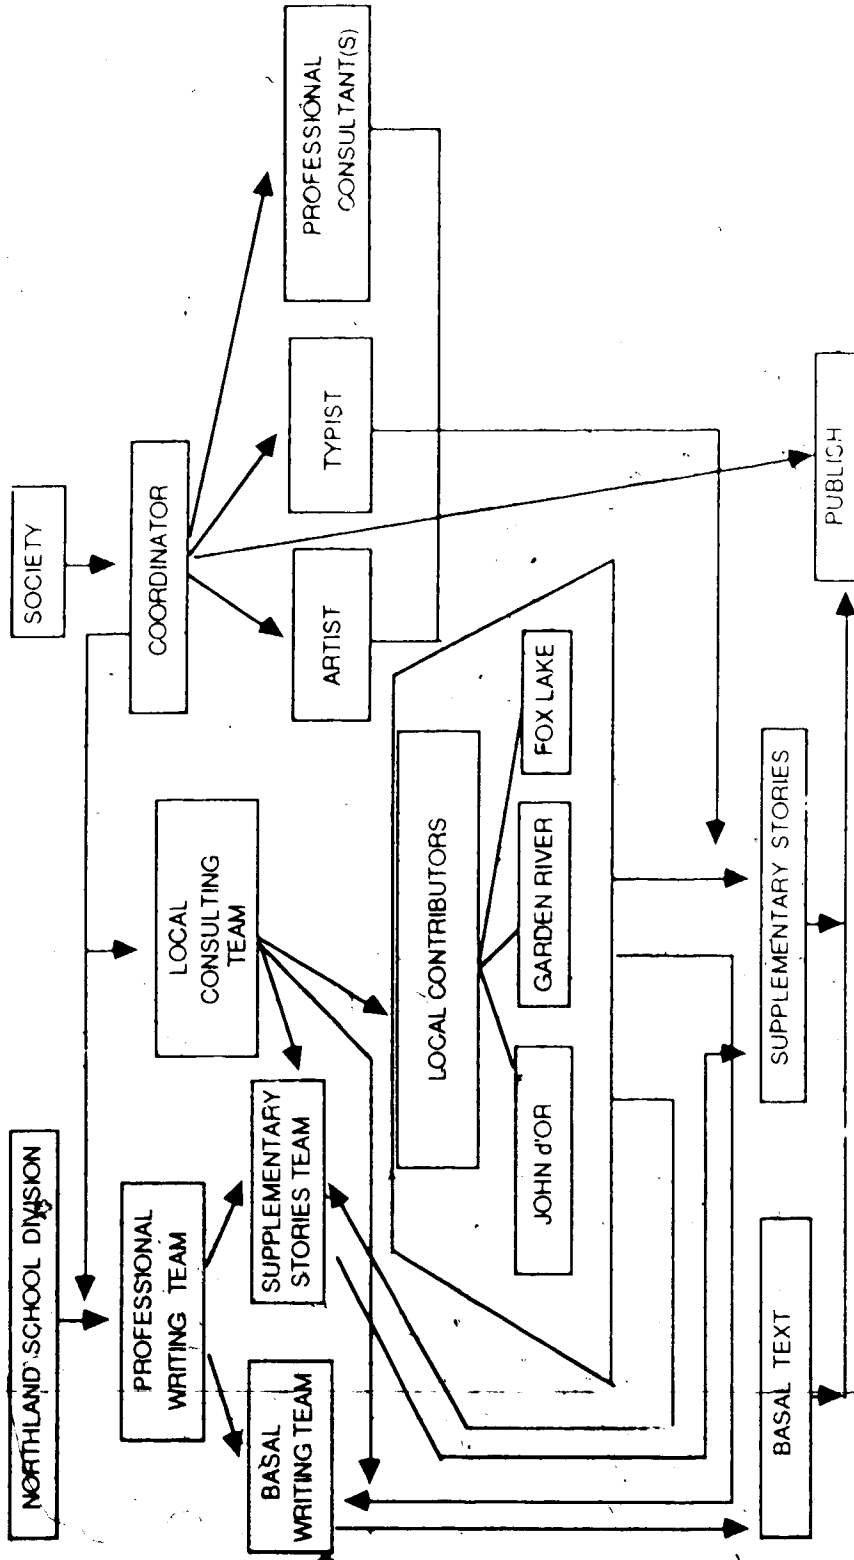 NORTHLAND SCHOOL DIVISION
SOCIETY
PROFESSIONAL
WRITING TEAM
LOCAL
CONSULTING
TEAM
COORDINATOR
BASAL
WRITING TEAM
SUPPLEMENTARY
STORIES TEAM
ARTIST
TYPIST
PROFESSIONAL
CONSULTANT(S)
LOCAL CONTRIBUTORS
JOHN d'OR
GARDEN RIVER
FOX LAKE
BASAL TEXT
SUPPLEMENTARY STORIES
PUBLISH